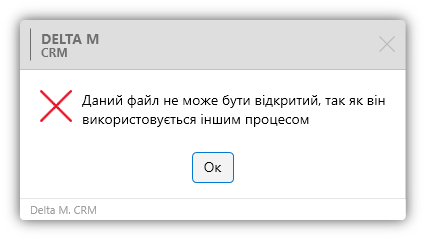 DELTA M
CRM
Даний файл не може бути відкритий, так як він
використовується іншим процесом
Ок
Delta M. CRM